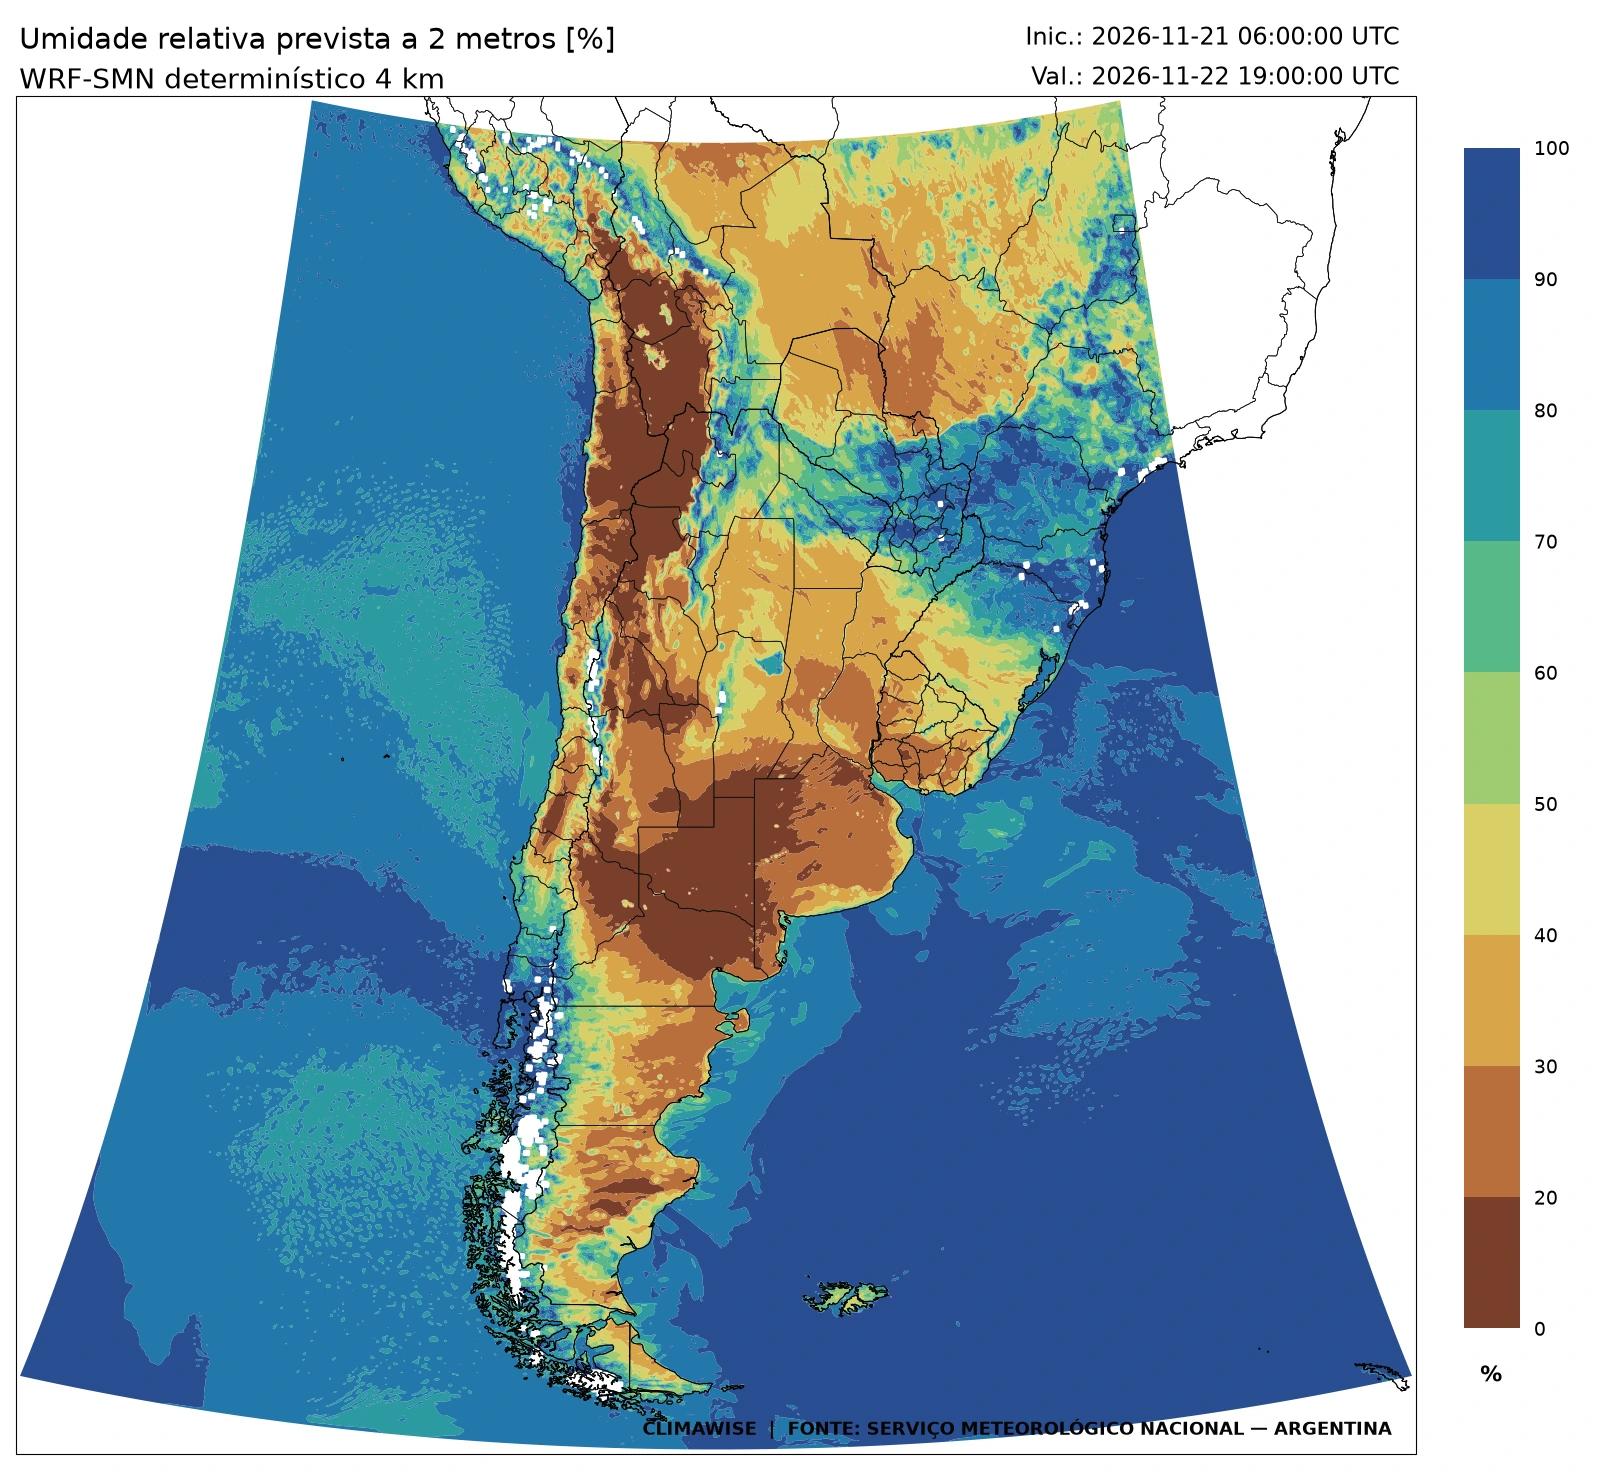 Umidade relativa prevista a 2 metros [%]
WRF-SMN determinístico 4 km
Inic.: 2026-11-21 06:00:00 UTC
Val.: 2026-11-22 19:00:00 UTC
100
90
80
70
60
50
40
30
20
0
%
CLIMAWISE | FONTE: SERVIÇO METEOROLÓGICO NACIONAL — ARGENTINA